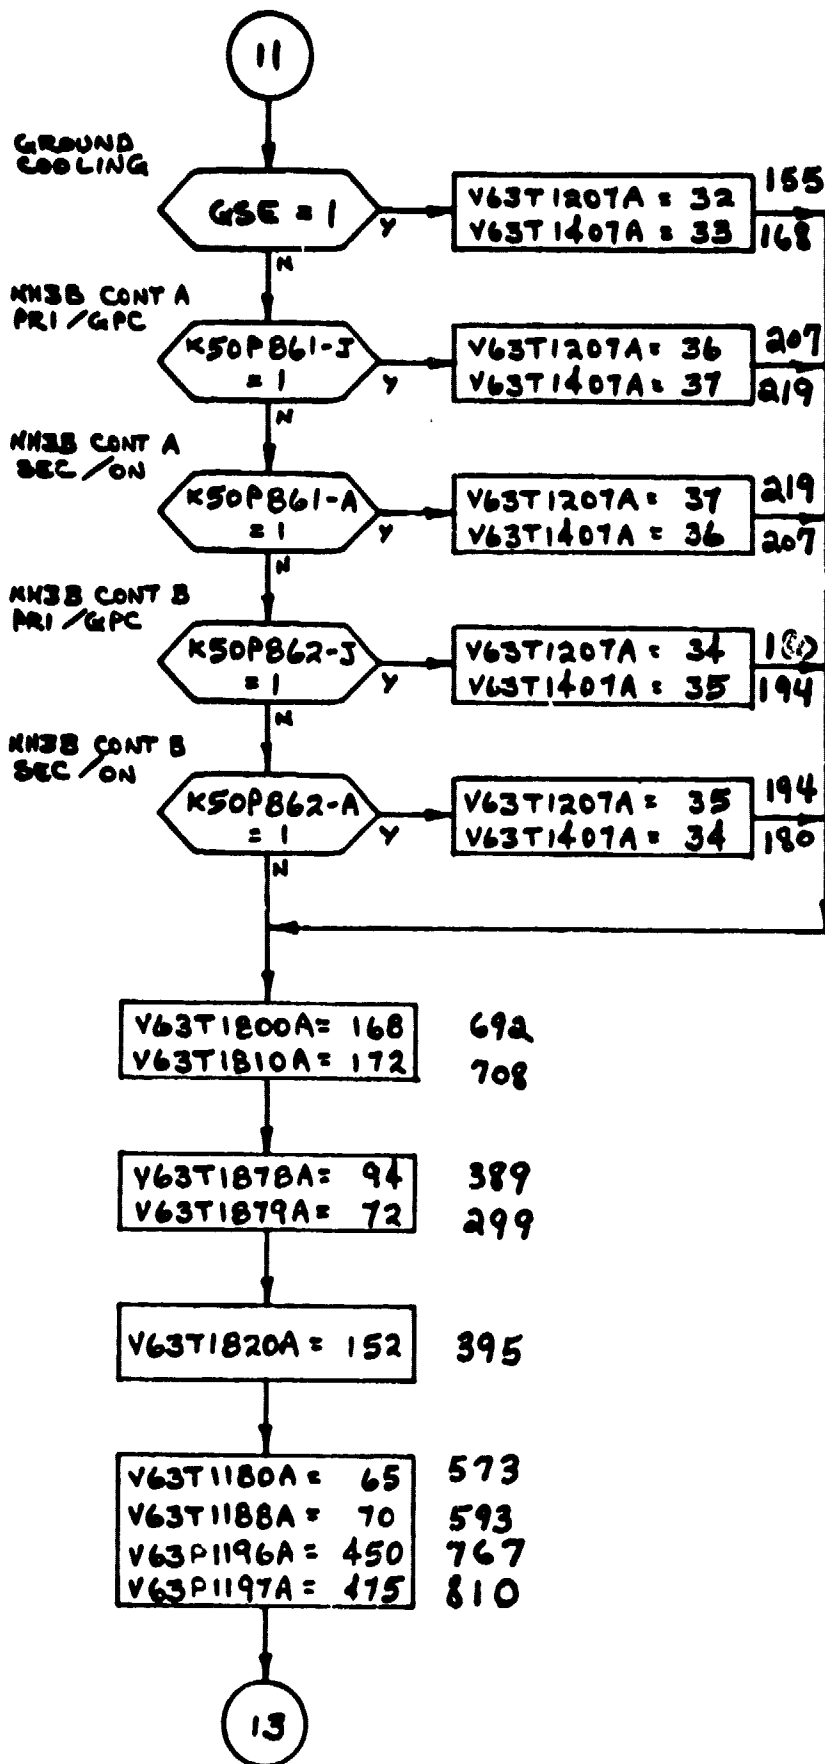 11
GROUND
COOLING
GSE = 1
Y
N
V63T1207A = 32
V63T1407A = 33
155
168
NH3B CONT A
PRI / GPC
K50P861-J
= 1
Y
N
V63T1207A = 36
V63T1407A = 37
207
219
NH3B CONT A
SEC / ON
K50P861-A
= 1
Y
N
V63T1207A = 37
V63T1407A = 36
219
207
NH3B CONT B
PRI / GPC
K50P862-J
= 1
Y
N
V63T1207A = 34
V63T1407A = 35
194
NH3B CONT B
SEC / ON
K50P862-A
= 1
Y
N
V63T1207A = 35
V63T1407A = 34
194
180
V63T1800A = 168 692
V63T1810A = 172 708
V63T1878A = 94 389
V63T1879A = 72 299
V63T1820A = 152 395
V63T1180A = 65 573
V63T1188A = 70 593
V63P1196A = 450 767
V63P1197A = 475 810
13